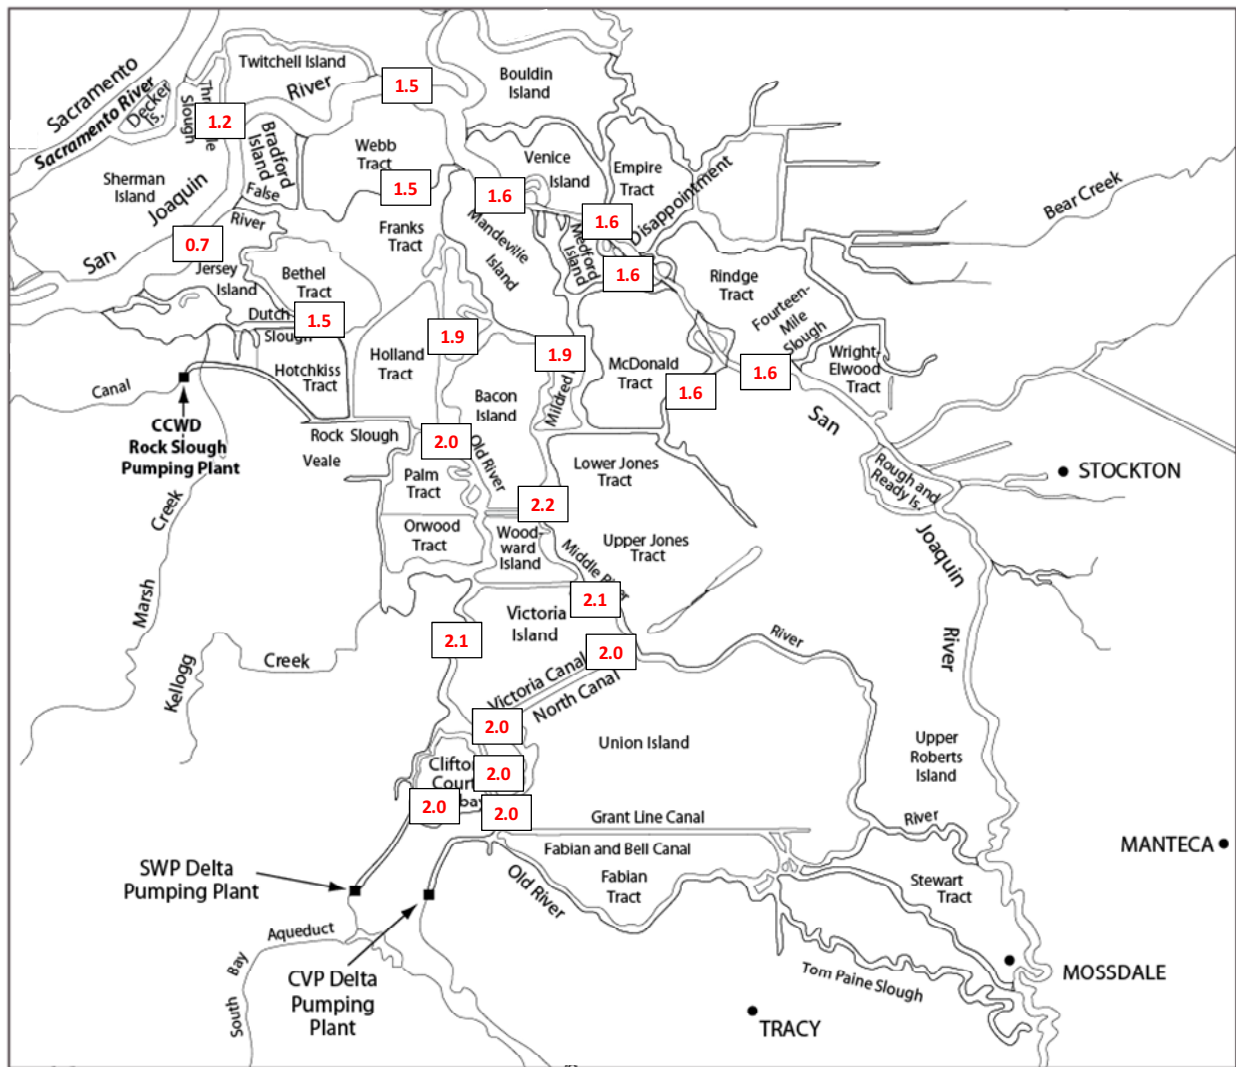 Sacramento
Sacramento River
Decker
Is.
Slough
Twitchell Island
River
1.5
1.2
Bouldin
Island
Bradford
Island
Webb
Tract
Venice
Island
Empire
Tract
Disappointment
Bear Creek
Sherman
Island
Joaquin
False
River
1.5
1.6
1.6
Franks
Tract
Mandeville
Island
Medford
Island
San
0.7
Jersey
Island
Bethel
Tract
1.6
Rindge
Tract
Fourteen-
Mile
Slough
Dutch
Slough
1.5
1.9
1.9
Holland
Tract
Hotchkiss
Tract
McDonald
Tract
1.6
1.6
Wright-
Elwood
Tract
Canal
CCWD
Rock Slough
Pumping Plant
Bacon
Island
Mildred
San
Rock Slough
Veale
2.0
Old River
Palm
Tract
Lower Jones
Tract
Rough and
Ready Is.
STOCKTON
2.2
Orwood
Tract
Wood-
ward
Island
Middle River
Upper Jones
Tract
Joaquin
River
Marsh
Creek
2.1
Victoria
Island
2.1
2.0
River
Kellogg
Creek
Victoria Canal
North Canal
2.0
Union Island
Upper
Roberts
Island
Clifton
Court
2.0
2.0
2.0
Grant Line Canal
River
Fabian and Bell Canal
MANTECA
SWP Delta
Pumping Plant
Old River
Fabian
Tract
Stewart
Tract
South
Bay
Aqueduct
CVP Delta
Pumping
Plant
Tom Paine Slough
MOSSDALE
TRACY